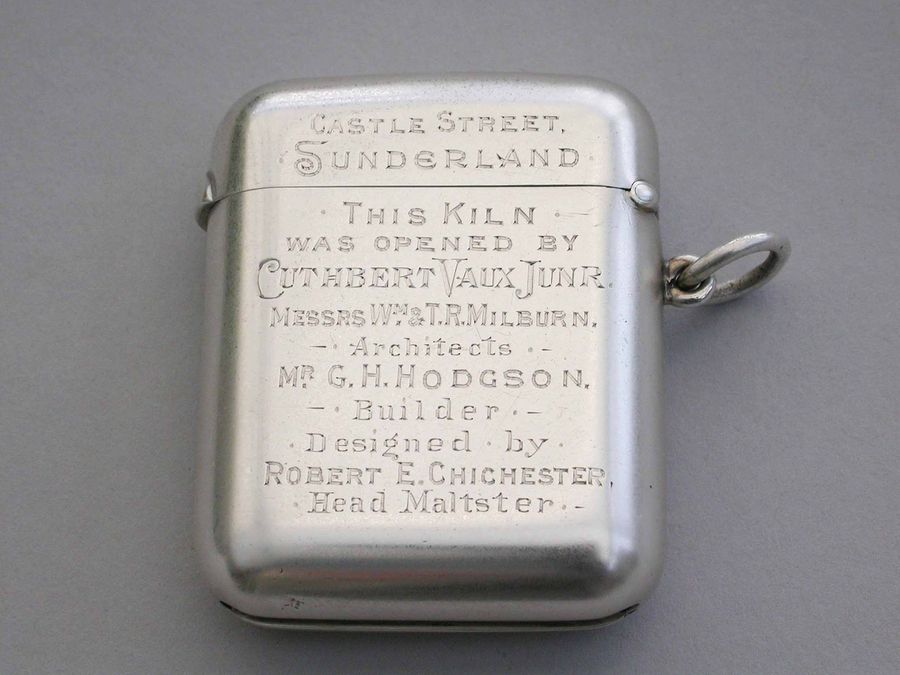 CASTLE STREET,
SUNDERLAND
THIS KILN
WAS OPENED BY
CUTHBERT VAUX JUNR.
MESSRS WM & T.R. MILBURN,
Architects
MR G. H. HODGSON,
Builder
Designed by
ROBERT E. CHICHESTER,
Head Maltster